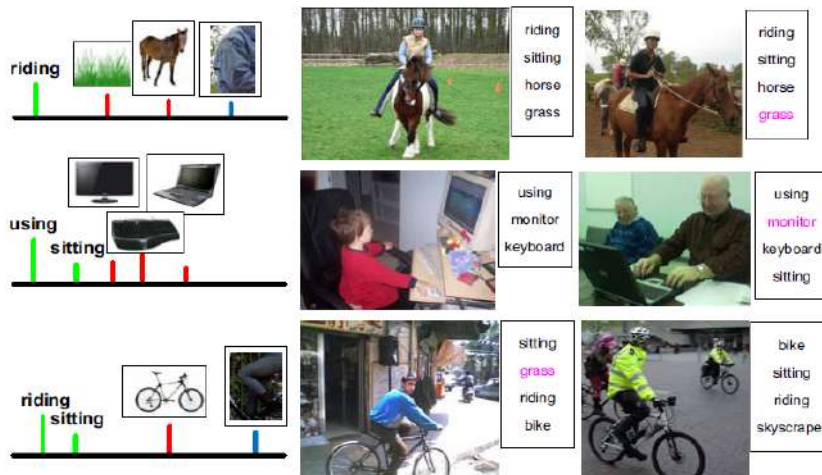 riding
riding
sitting
horse
grass
riding
sitting
horse
grass
using
sitting
using
monitor
keyboard
using
monitor
keyboard
sitting
riding
sitting
sitting
grass
riding
bike
bike
sitting
riding
skyscrape